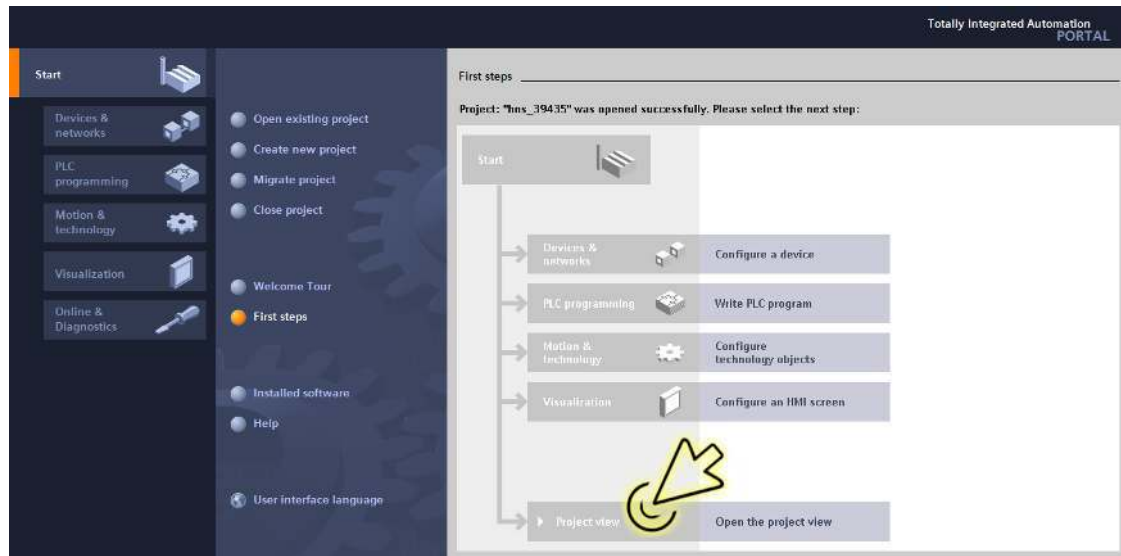 Totally Integrated Automation
PORTAL
Start
Devices &
networks
PLC
programming
Motion &
technology
Visualization
Online &
Diagnostics
Open existing project
Create new project
Migrate project
Close project
Welcome Tour
First steps
Installed software
Help
User interface language
First steps
Project: "hns_39435" was opened successfully. Please select the next step:
Start
Devices &
networks
Configure a device
PLC programming
Write PLC program
Motion &
technology
Configure
technology objects
Visualization
Configure an HMI screen
Project view
Open the project view